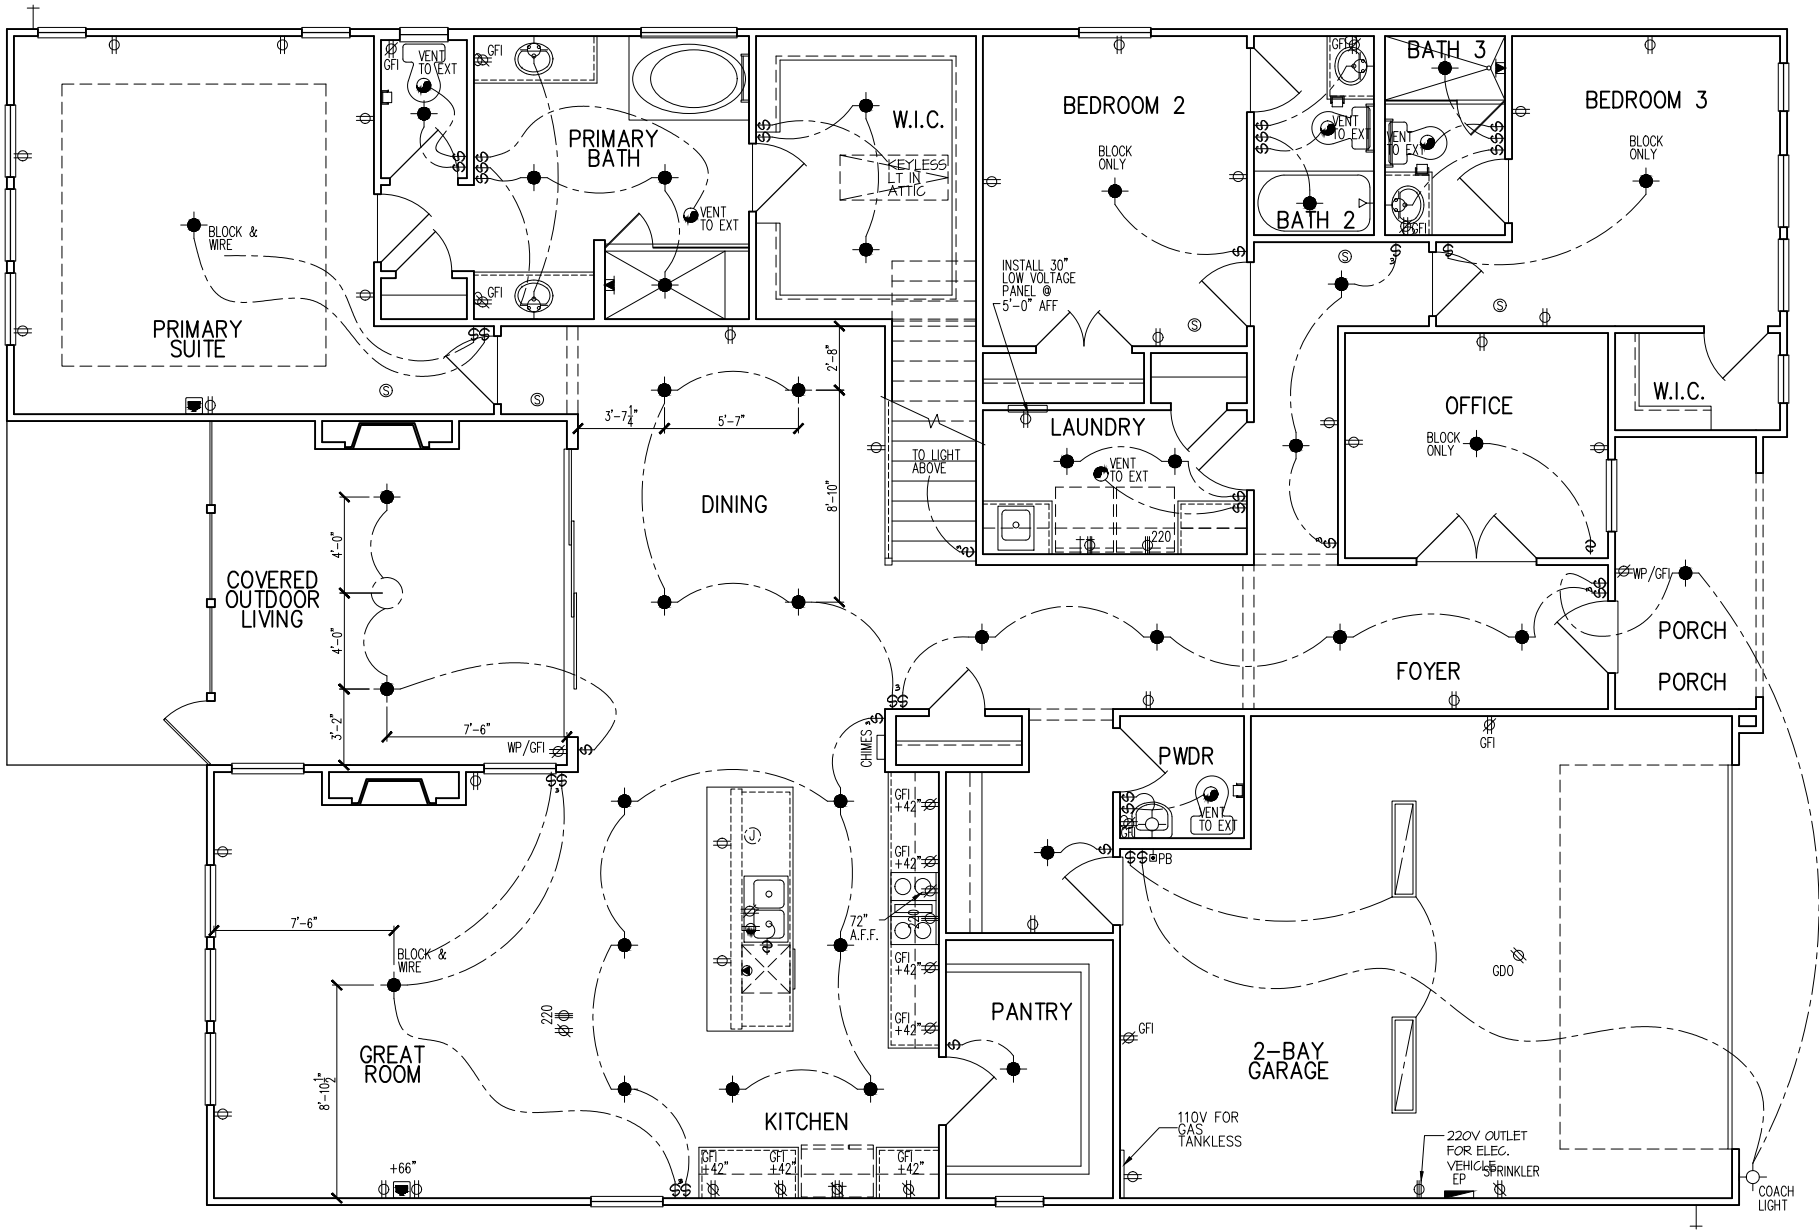 GFI
VENT
TO EXT
GFI
PRIMARY
BATH
W.I.C.
KEYLESS
LT IN
ATTIC
VENT
TO EXT
GFI
BLOCK &
WIRE
PRIMARY
SUITE
S
S
BEDROOM 2
BLOCK
ONLY
INSTALL 30"
LOW VOLTAGE
PANEL @
5'-0" AFF
S
GFI
VENT
TO EXT
BATH 2
BATH 3
VENT
TO EXT
GFI
S
3
BEDROOM 3
BLOCK
ONLY
S
W.I.C.
OFFICE
BLOCK
ONLY
LAUNDRY
VENT
TO EXT
220
TO LIGHT
ABOVE
2'-8"
3'-7 1/4"
5'-7"
8'-10"
DINING
COVERED
OUTDOOR
LIVING
4'-0"
4'-0"
3'-2"
7'-6"
WP/GFI
WP/GFI
PORCH
PORCH
FOYER
3
CHIMES
3
GFI
PWDR
VENT
TO EXT
GFI
PB
GFI
+42"
GFI
+42"
J
72"
A.F.F.
220
GFI
+42"
GFI
+42"
3
7'-6"
BLOCK &
WIRE
8'-10 1/2"
220
GREAT
ROOM
+66"
3
KITCHEN
GFI
+42"
GFI
+42"
GFI
+42"
PANTRY
GDO
GFI
2-BAY
GARAGE
110V FOR
GAS
TANKLESS
220V OUTLET
FOR ELEC.
VEHICLE
SPRINKLER
EP
COACH
LIGHT